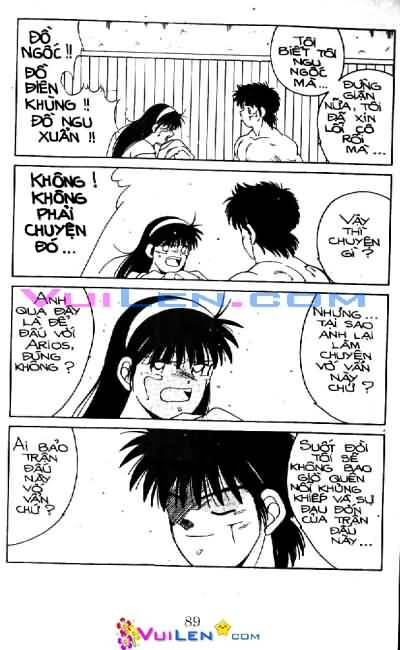 ĐỒ
NGỐC !!
ĐỒ
ĐIÊN
KHÙNG !!
ĐỒ NGU
XUẨN !!
TÔI
BIẾT TÔI
NGU
NGỐC
MÀ...
ĐỪNG
GIẬN
NỮA, TÔI
ĐÃ XIN
LỖI CÔ
RỒI
MÀ...
KHÔNG !
KHÔNG
PHẢI
CHUYỆN
ĐÓ...
VẬY
THÌ
CHUYỆN
GÌ ?
ANH
QUA ĐÂY
LÀ ĐỂ
ĐẤU VỚI
ARIOS,
ĐÚNG
KHÔNG ?
NHƯNG...
TẠI SAO
ANH LẠI
LÀM
CHUYỆN
VỚ VẨN
NÀY
CHỨ ?
VUILEN.COM
AI BẢO
TRẬN
ĐẤU
NÀY
VỚ
VẨN
CHỨ ?
SUỐT ĐỜI
TÔI SẼ
KHÔNG BAO
GIỜ QUÊN
NỖI KHỦNG
KHIẾP VÀ SỰ
ĐAU ĐỚN
CỦA TRẬN
ĐẤU
NÀY...
89
VUILEN.COM